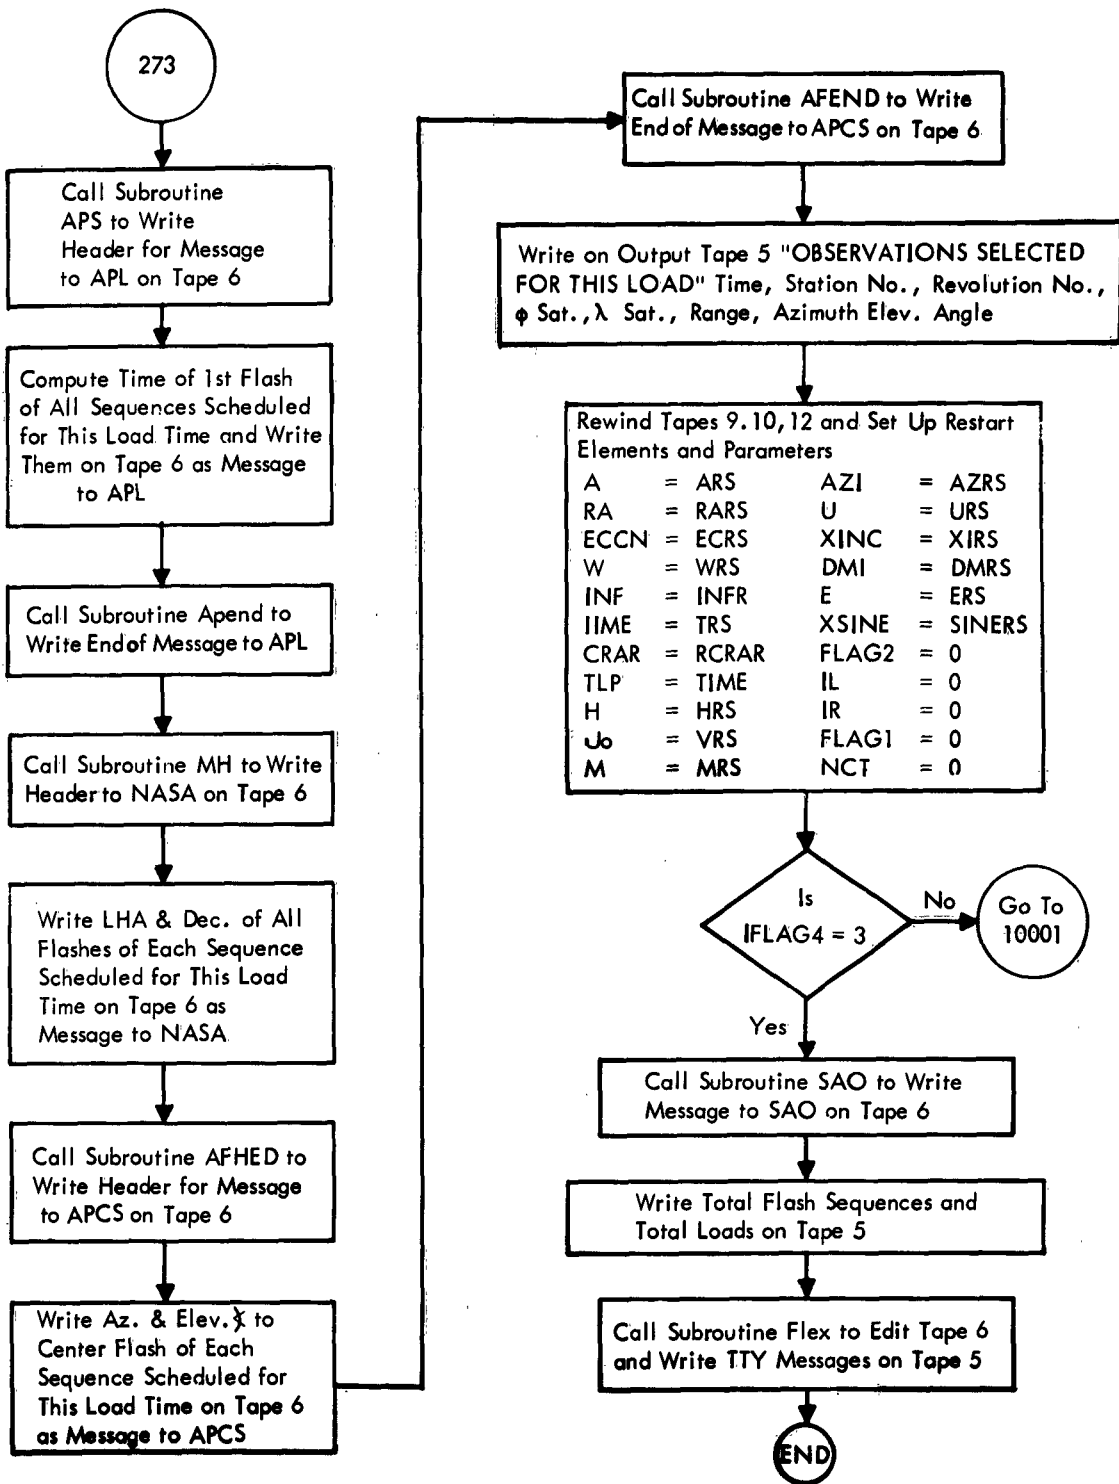 273
Call Subroutine
APS to Write
Header for Message
to APL on Tape 6
Compute Time of 1st Flash
of All Sequences Scheduled
for This Load Time and Write
Them on Tape 6 as Message
to APL
Call Subroutine Apend to
Write End of Message to APL
Call Subroutine MH to Write
Header to NASA on Tape 6
Write LHA & Dec. of All
Flashes of Each Sequence
Scheduled for This Load
Time on Tape 6 as
Message to NASA
Call Subroutine AFHED to
Write Header for Message
to APCS on Tape 6
Write Az. & Elev. ∡ to
Center Flash of Each
Sequence Scheduled for
This Load Time on Tape 6
as Message to APCS
Call Subroutine AFEND to Write
End of Message to APCS on Tape 6
Write on Output Tape 5 "OBSERVATIONS SELECTED
FOR THIS LOAD" Time, Station No., Revolution No.,
φ Sat., λ Sat., Range, Azimuth Elev. Angle
Rewind Tapes 9.10, 12 and Set Up Restart
Elements and Parameters
A = ARS AZI = AZRS
RA = RARS U = URS
ECCN = ECRS XINC = XIRS
W = WRS DMI = DMRS
INF = INFR E = ERS
IIME = TRS XSINE = SINERS
CRAR = RCRAR FLAG2 = 0
TLP = TIME IL = 0
H = HRS IR = 0
Uo = VRS FLAG1 = 0
M = MRS NCT = 0
Is
IFLAG4 = 3
No
Go To
10001
Yes
Call Subroutine SAO to Write
Message to SAO on Tape 6
Write Total Flash Sequences and
Total Loads on Tape 5
Call Subroutine Flex to Edit Tape 6
and Write TTY Messages on Tape 5
END